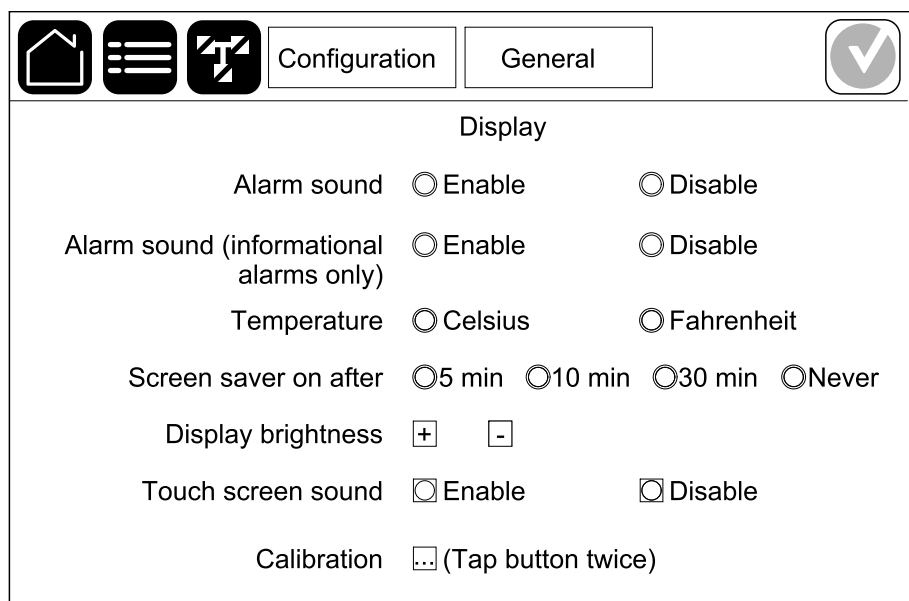 Configuration General
Display
Alarm sound Enable Disable
Alarm sound (informational Enable Disable
alarms only)
Temperature Celsius Fahrenheit
Screen saver on after 5 min 10 min 30 min Never
Display brightness + -
Touch screen sound Enable Disable
Calibration ... (Tap button twice)